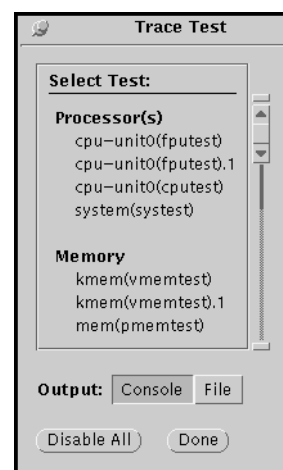 Trace Test
Select Test:
Processor(s)
cpu-unit0(fputest)
cpu-unit0(fputest).1
cpu-unit0(cputest)
system(systest)
Memory
kmem(vmemtest)
kmem(vmemtest).1
mem(pmemtest)
Output: Console File
Disable All Done